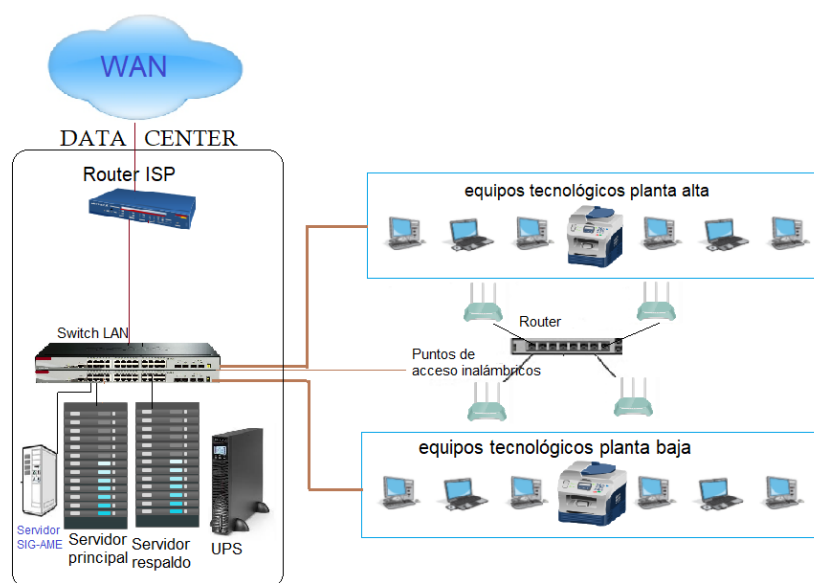 WAN
DATA CENTER
Router ISP
equipos tecnológicos planta alta
Switch LAN
Router
Puntos de
acceso inalámbricos
equipos tecnológicos planta baja
Servidor
SIG-AME
Servidor
principal
Servidor
respaldo
UPS